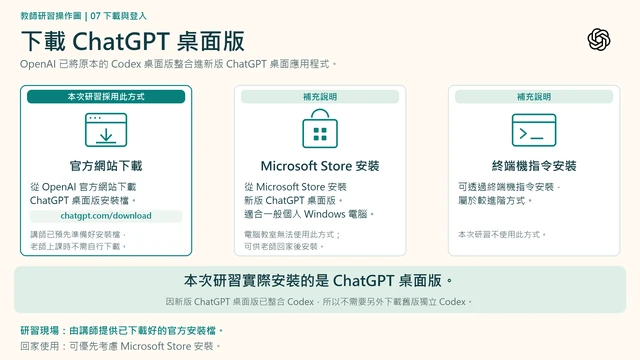 教師研習操作圖 | 07 下載與登入
下載 ChatGPT 桌面版
OpenAI 已將原本的 Codex 桌面版整合進新版 ChatGPT 桌面應用程式。
本次研習採用此方式
官方網站下載
從 OpenAI 官方網站下載
ChatGPT 桌面版安裝檔。
chatgpt.com/download
講師已預先準備好安裝檔，
老師上課時不需自行下載。
補充說明
Microsoft Store 安裝
從 Microsoft Store 安裝
新版 ChatGPT 桌面版。
適合一般個人 Windows 電腦。
電腦教室無法使用此方式；
可供老師回家後安裝。
補充說明
終端機指令安裝
可透過終端機指令安裝，
屬於較進階方式。
本次研習不使用此方式。
本次研習實際安裝的是 ChatGPT 桌面版。
因新版 ChatGPT 桌面版已整合 Codex，所以不需要另外下載舊版獨立 Codex。
研習現場：由講師提供已下載好的官方安裝檔。
回家使用：可優先考慮 Microsoft Store 安裝。